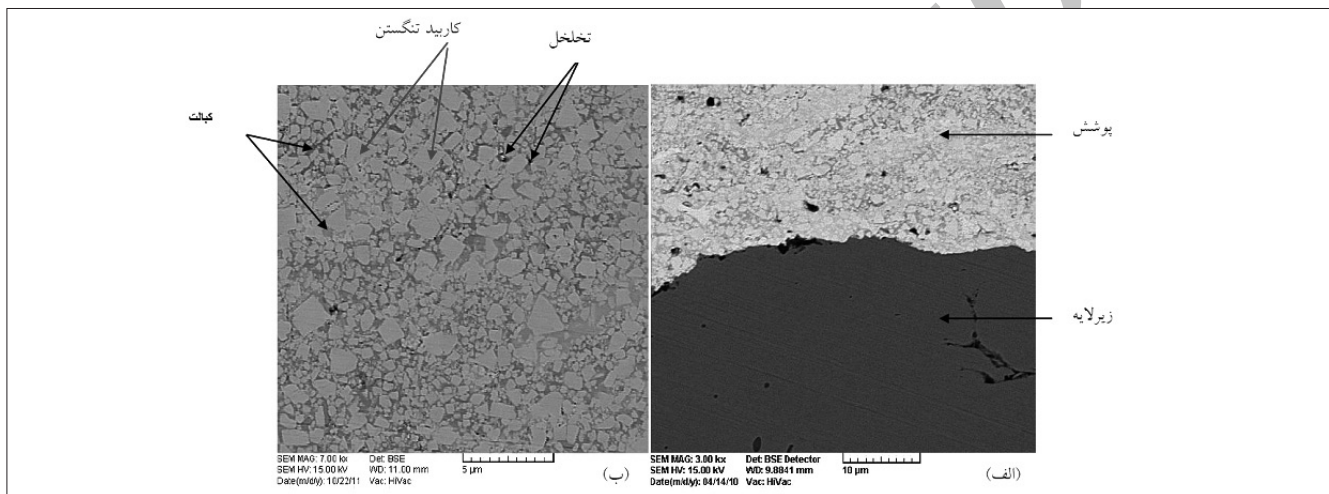 کاربید تنگستن
تخلخل
کبالت
پوشش
زیرلایه
SEM MAG: 7.00 kx Det: BSE
SEM HV: 15.00 kV WD: 11.00 mm
Date(m/d/y): 10/22/11 Vac: HiVac
5 µm
(ب)
SEM MAG: 3.00 kx Det: BSE Detector
SEM HV: 15.00 kV WD: 9.8841 mm
Date(m/d/y): 04/14/10 Vac: HiVac
10 µm
(الف)